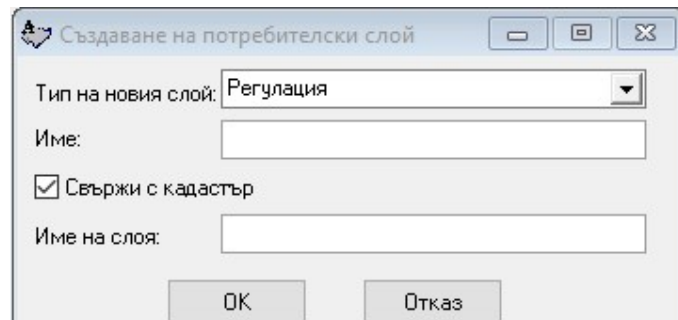 Създаване на потребителски слой
Тип на новия слой: Регулация
Име:
Свържи с кадастър
Име на слоя:
OK Отказ